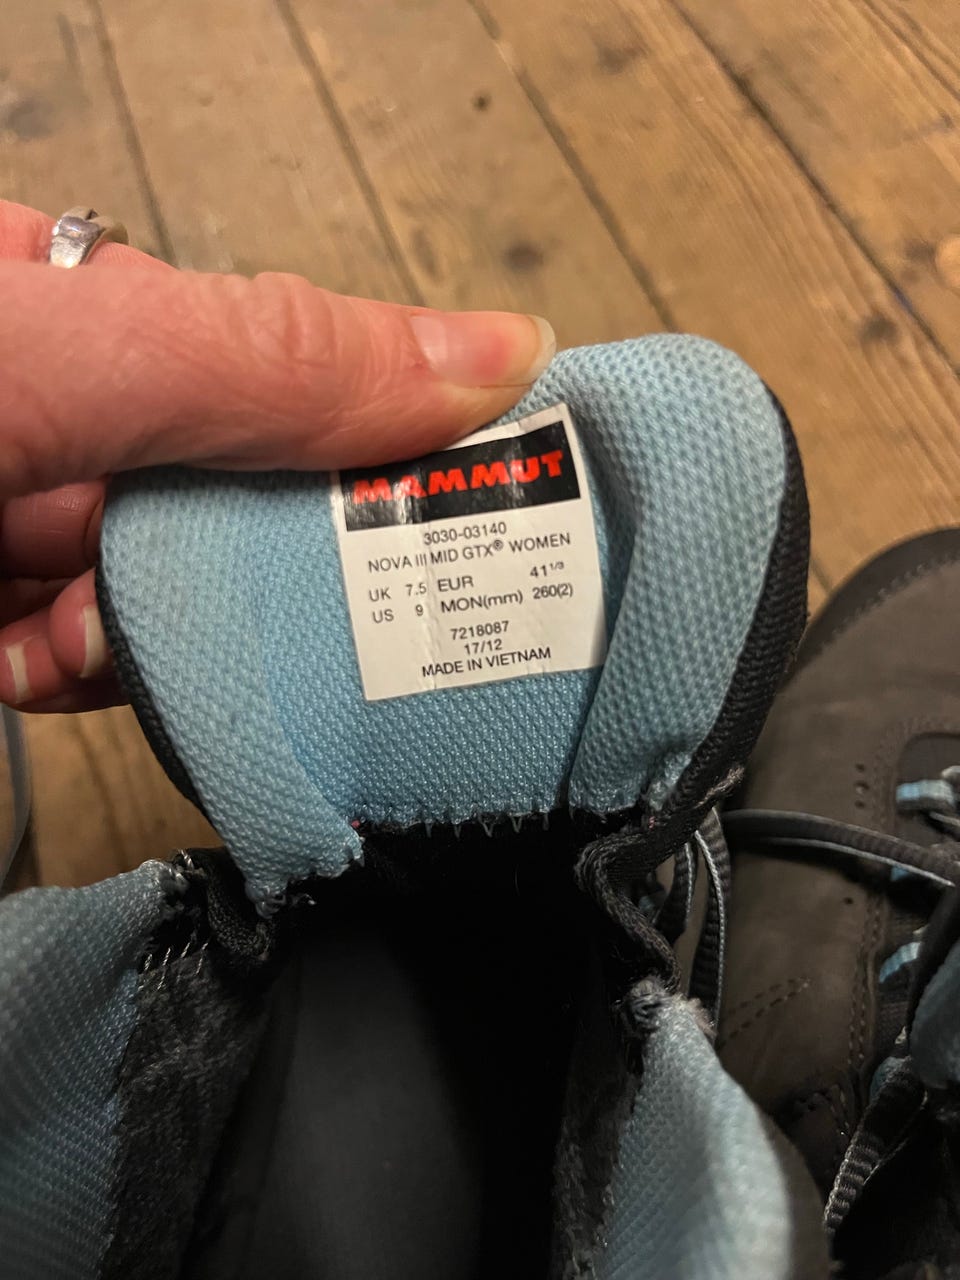 MAMMUT
3030-03140
NOVA III MID GTX® WOMEN
UK 7.5 EUR 41 1/3
US 9 MON(mm) 260(2)
7218087
17/12
MADE IN VIETNAM